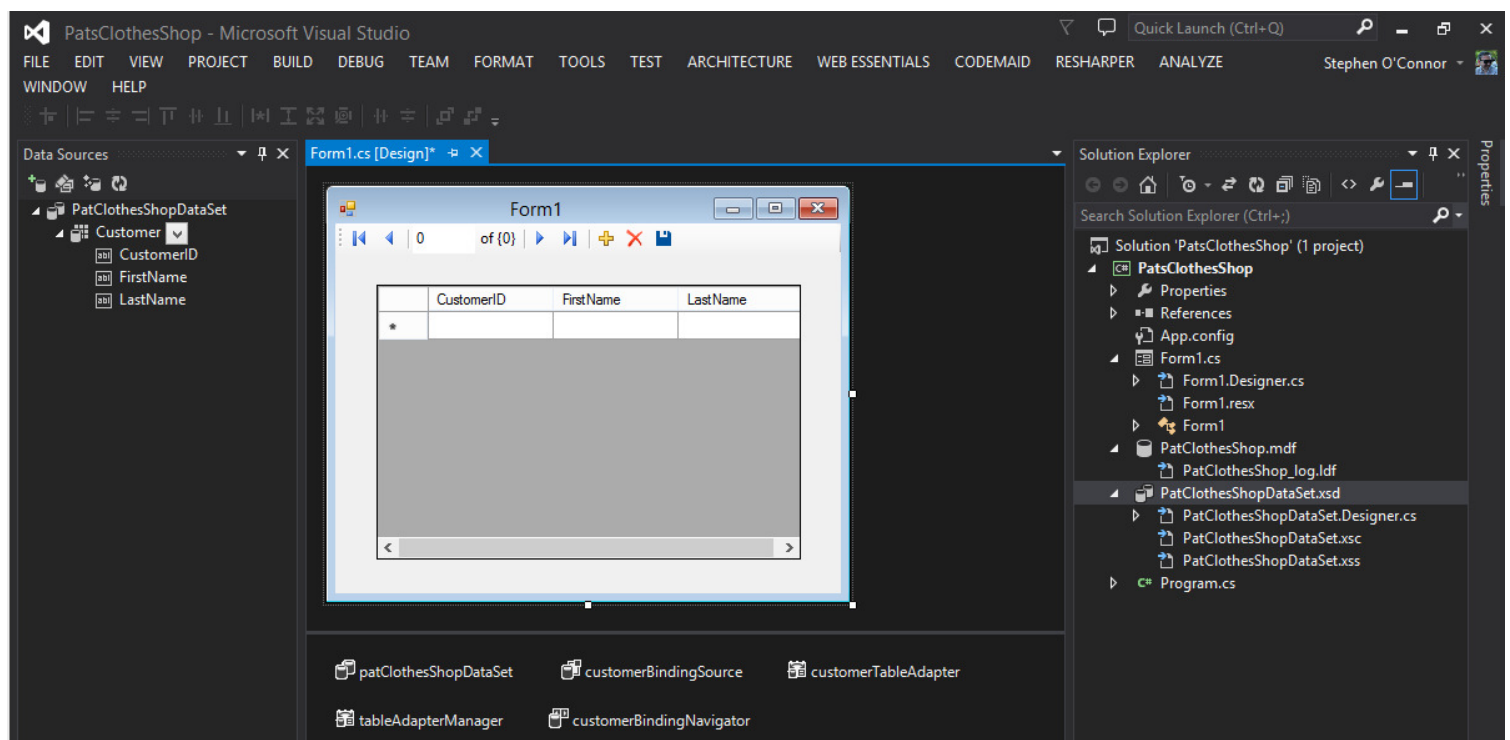 PatsClothesShop - Microsoft Visual Studio
Quick Launch (Ctrl+Q)
FILE EDIT VIEW PROJECT BUILD DEBUG TEAM FORMAT TOOLS TEST ARCHITECTURE WEB ESSENTIALS CODEMAID RESHARPER ANALYZE
Stephen O'Connor
WINDOW HELP
Data Sources
PatClothesShopDataSet
Customer
CustomerID
FirstName
LastName
Form1.cs [Design]*
Form1
0 of {0}
CustomerID FirstName LastName
*
patClothesShopDataSet customerBindingSource customerTableAdapter
tableAdapterManager customerBindingNavigator
Solution Explorer
Search Solution Explorer (Ctrl+;)
Solution 'PatsClothesShop' (1 project)
C# PatsClothesShop
Properties
References
App.config
Form1.cs
Form1.Designer.cs
Form1.resx
Form1
PatClothesShop.mdf
PatClothesShop_log.ldf
PatClothesShopDataSet.xsd
PatClothesShopDataSet.Designer.cs
PatClothesShopDataSet.xsc
PatClothesShopDataSet.xss
C# Program.cs
Properties